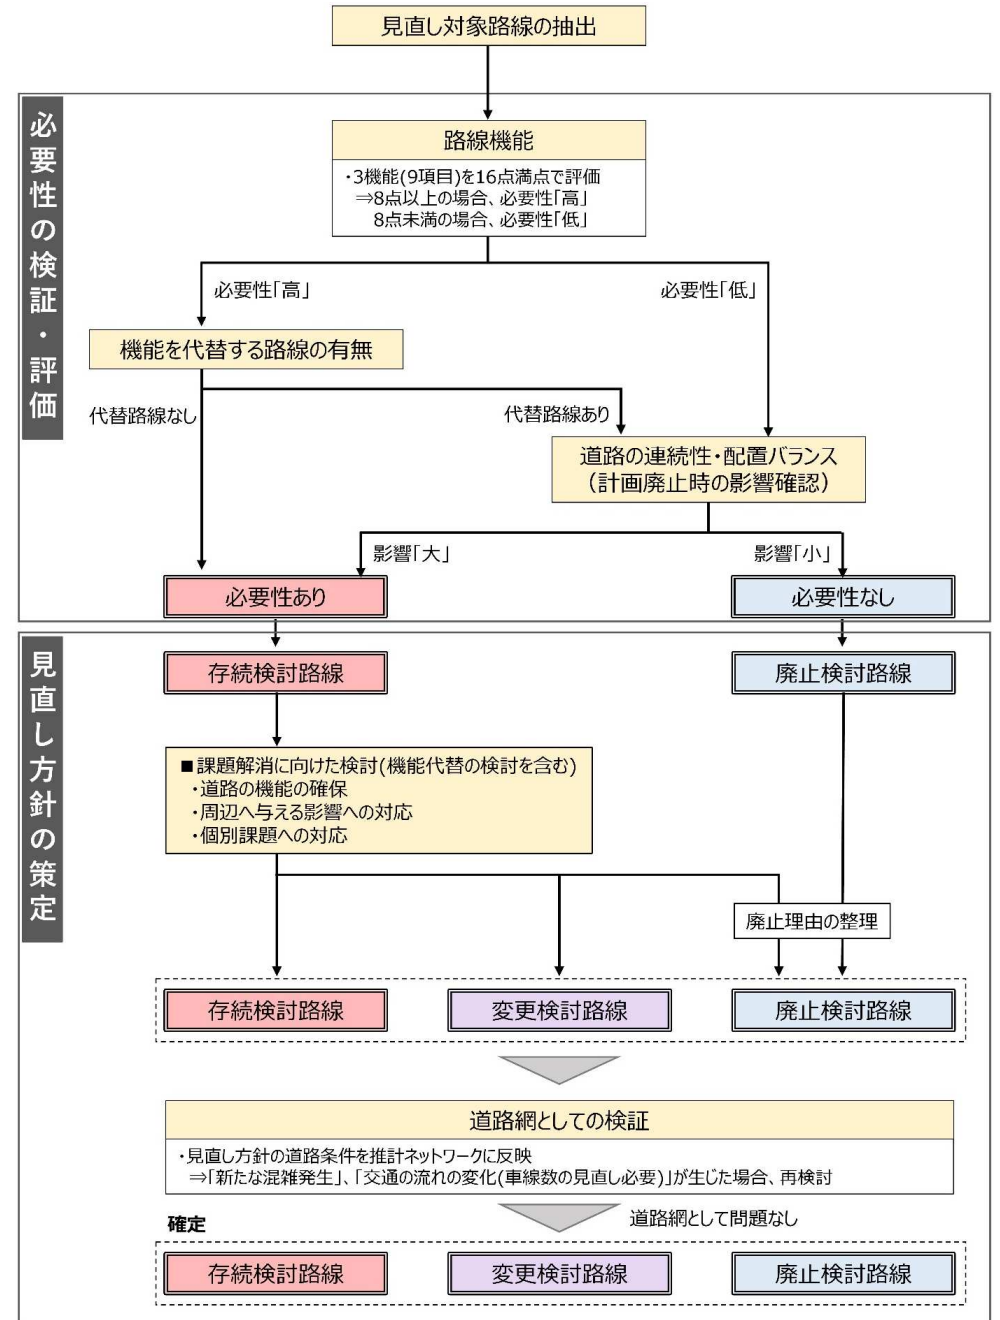 見直し対象路線の抽出
必要性の検証・評価
路線機能
・3機能(9項目)を16点満点で評価
⇒8点以上の場合、必要性「高」
8点未満の場合、必要性「低」
必要性「高」
必要性「低」
機能を代替する路線の有無
代替路線なし
代替路線あり
道路の連続性・配置バランス
（計画廃止時の影響確認）
影響「大」
影響「小」
必要性あり
必要性なし
見直し方針の策定
存続検討路線
廃止検討路線
■課題解消に向けた検討(機能代替の検討を含む)
・道路の機能の確保
・周辺へ与える影響への対応
・個別課題への対応
廃止理由の整理
存続検討路線
変更検討路線
廃止検討路線
道路網としての検証
・見直し方針の道路条件を推計ネットワークに反映
⇒「新たな混雑発生」、「交通の流れの変化(車線数の見直し必要)」が生じた場合、再検討
道路網として問題なし
確定
存続検討路線
変更検討路線
廃止検討路線